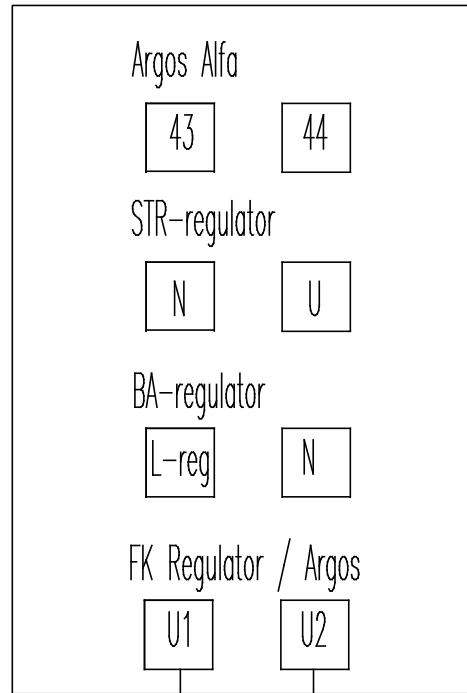 Argos Alfa
43 44
STR-regulator
N U
BA-regulator
L-reg N
FK Regulator / Argos
U1 U2